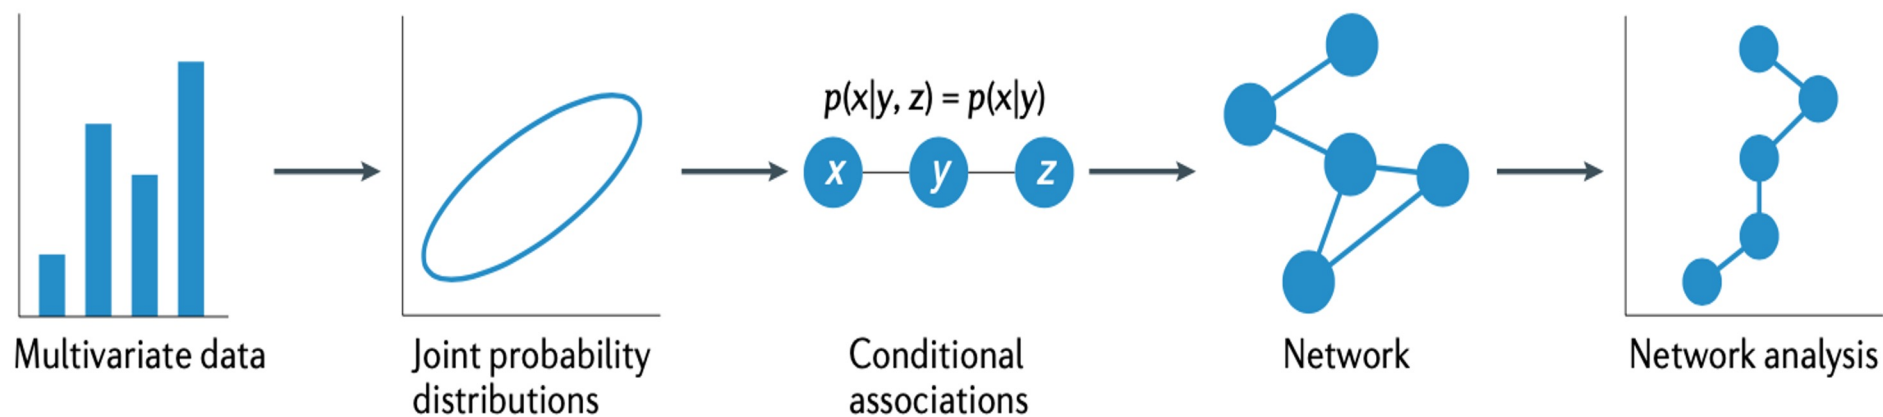 p(x|y, z) = p(x|y)
x y z
Multivariate data
Joint probability
distributions
Conditional
associations
Network
Network analysis